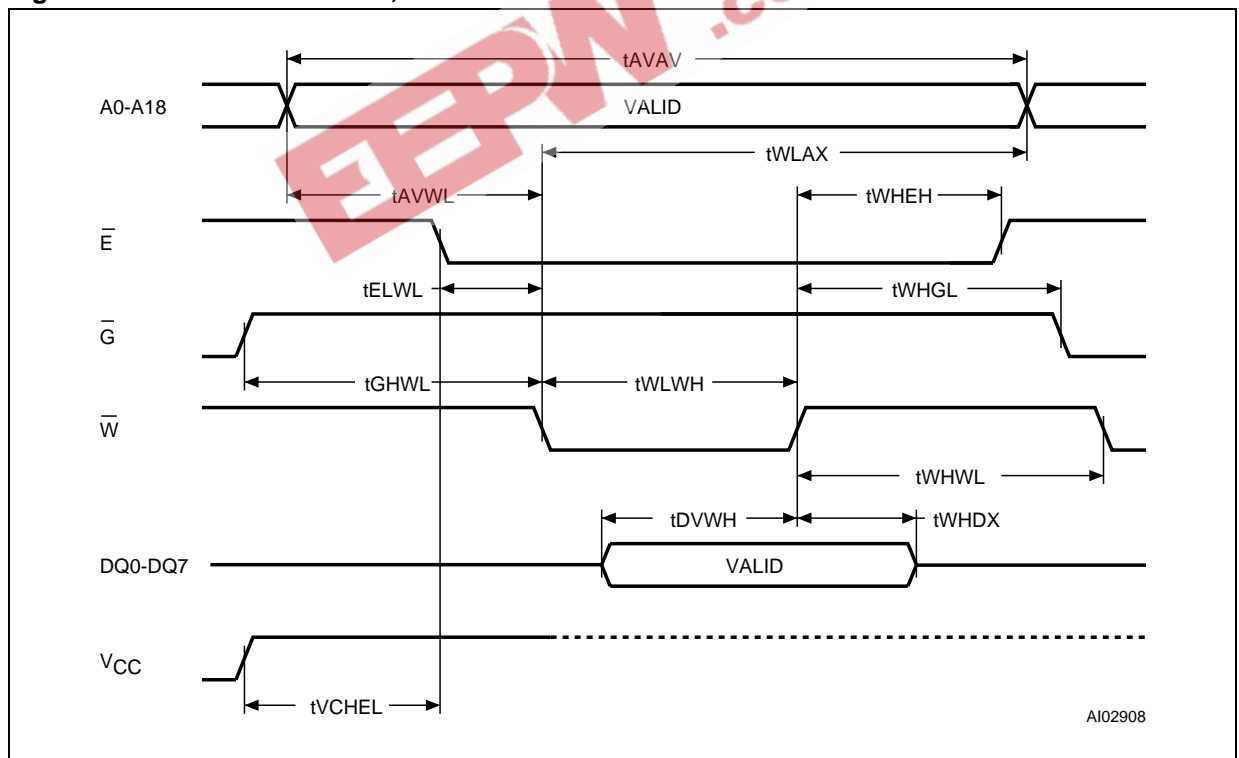 tAVAV
A0-A18
VALID
tWLAX
tAVWL
tWHEH
E
tELWL
tWHGL
G
tGHWL
tWLWH
W
tWHWL
tDVWH
tWHDX
DQ0-DQ7
VALID
VCC
tVCHEL
AI02908
EEPW